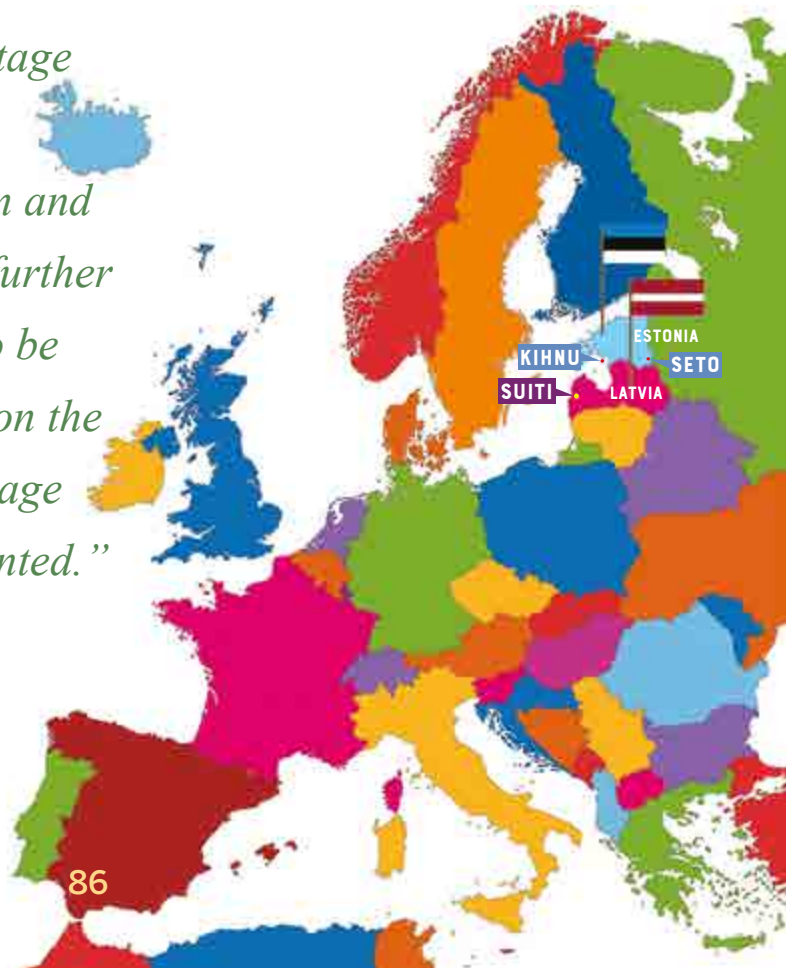 tage
and
further
be
on the
age
nted.”
ESTONIA
KIHNU
SETO
SUITI
LATVIA
86